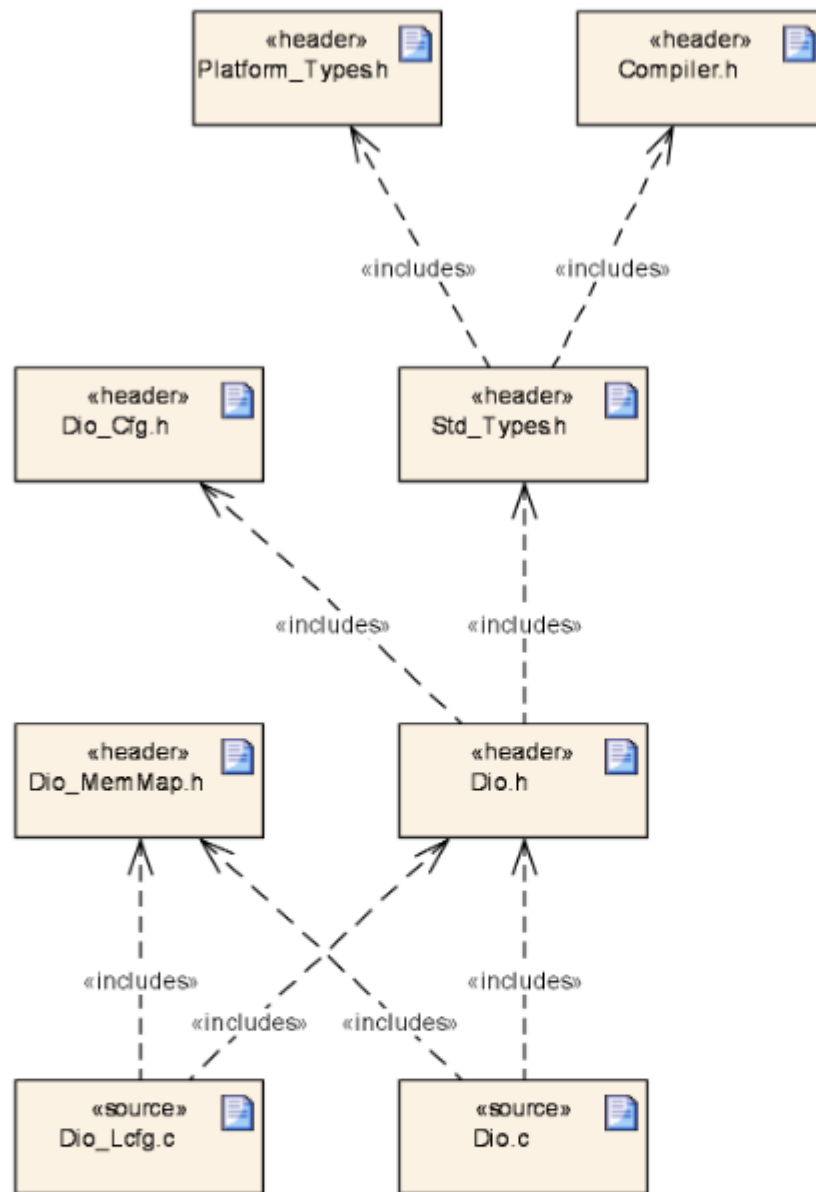 «header»
Platform_Types.h
«header»
Compiler.h
«includes»
«includes»
«header»
Dio_Cfg.h
«header»
Std_Types.h
«includes»
«includes»
«header»
Dio_MemMap.h
«header»
Dio.h
«includes»
«includes»
«includes»
«includes»
«source»
Dio_Lcfg.c
«source»
Dio.c